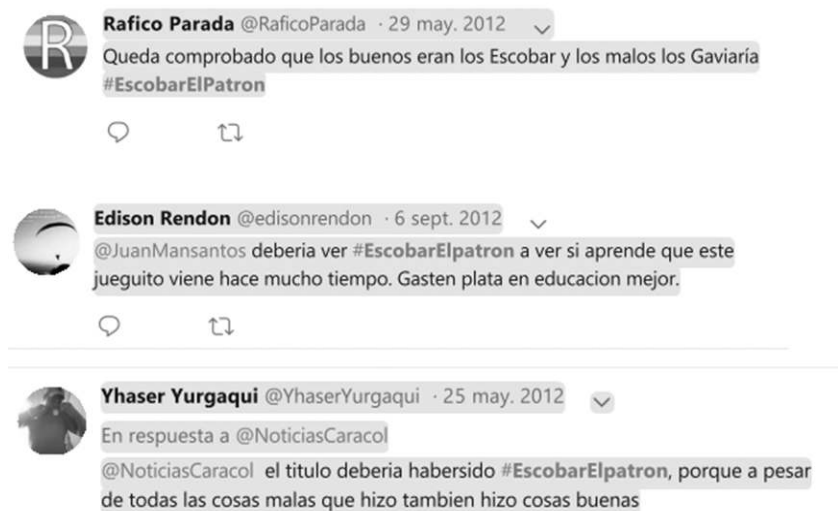 R
Rafico Parada @RaficoParada · 29 may. 2012
Queda comprobado que los buenos eran los Escobar y los malos los Gaviaría
#EscobarElPatron
Edison Rendon @edisonrendon · 6 sept. 2012
@JuanMansantos deberia ver #EscobarElpatron a ver si aprende que este
jueguito viene hace mucho tiempo. Gasten plata en educacion mejor.
Yhaser Yurgaqui @YhaserYurgaqui · 25 may. 2012
En respuesta a @NoticiasCaracol
@NoticiasCaracol el titulo deberia habersido #EscobarElpatron, porque a pesar
de todas las cosas malas que hizo tambien hizo cosas buenas